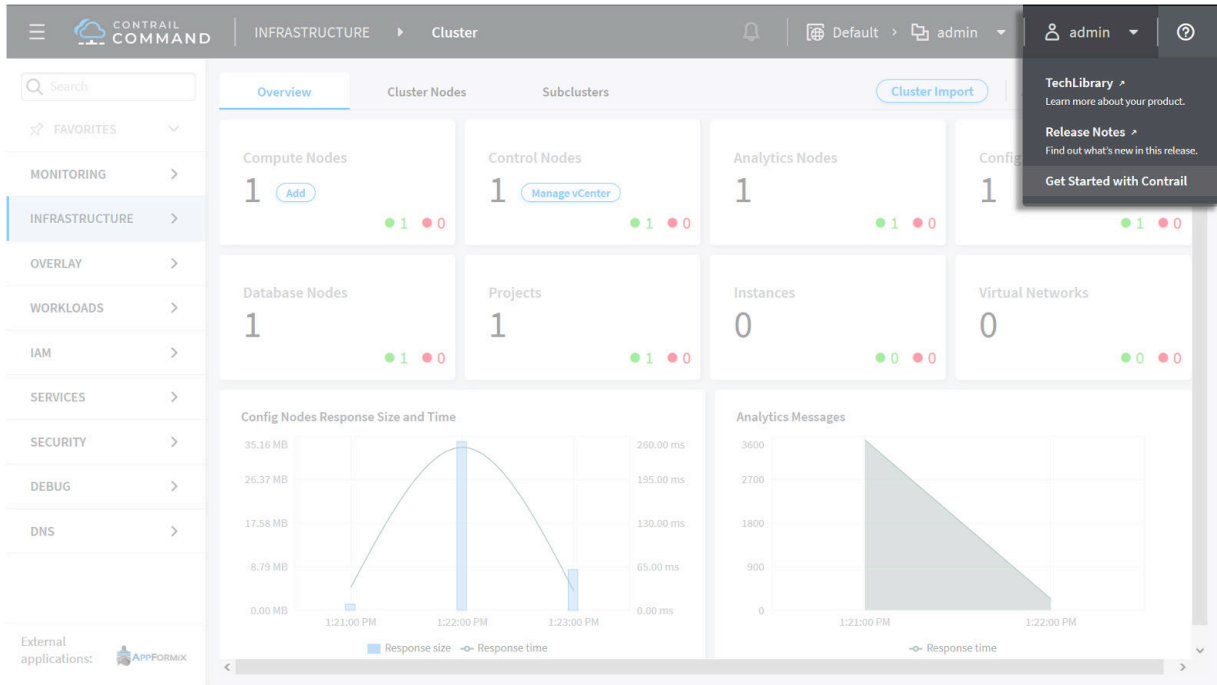 CONTRAIL
COMMAND
INFRASTRUCTURE
Cluster
Default
admin
admin
TechLibrary
Learn more about your product.
Release Notes
Find out what's new in this release.
Get Started with Contrail
Search
FAVORITES
MONITORING
INFRASTRUCTURE
OVERLAY
WORKLOADS
IAM
SERVICES
SECURITY
DEBUG
DNS
External
applications:
APPFORMIX
Overview
Cluster Nodes
Subclusters
Cluster Import
Compute Nodes
1
Add
1 0
Control Nodes
1
Manage vCenter
1 0
Analytics Nodes
1
1 0
Config
1
1 0
Database Nodes
1
1 0
Projects
1
1 0
Instances
0
0 0
Virtual Networks
0
0 0
Config Nodes Response Size and Time
35.16 MB
26.37 MB
17.58 MB
8.79 MB
0.00 MB
260.00 ms
195.00 ms
130.00 ms
65.00 ms
0.00 ms
1:21:00 PM
1:22:00 PM
1:23:00 PM
Response size
Response time
Analytics Messages
3600
2700
1800
900
0
1:21:00 PM
1:22:00 PM
Response time